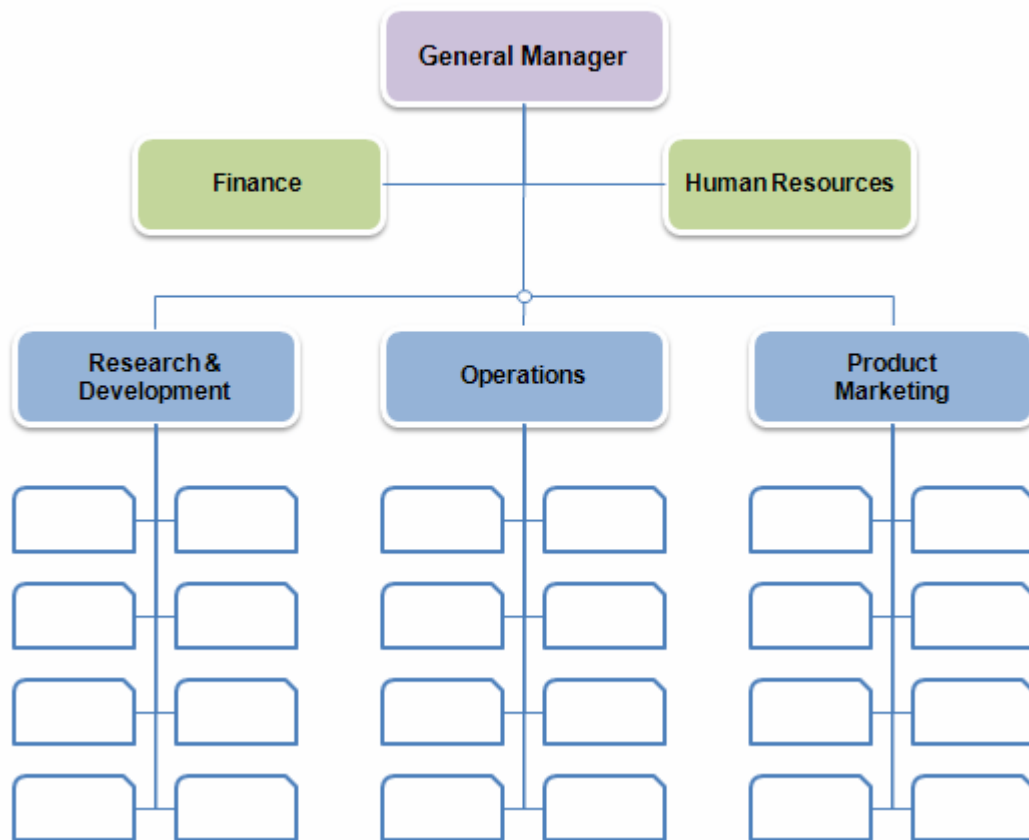 General Manager
Finance
Human Resources
Research &
Development
Operations
Product
Marketing